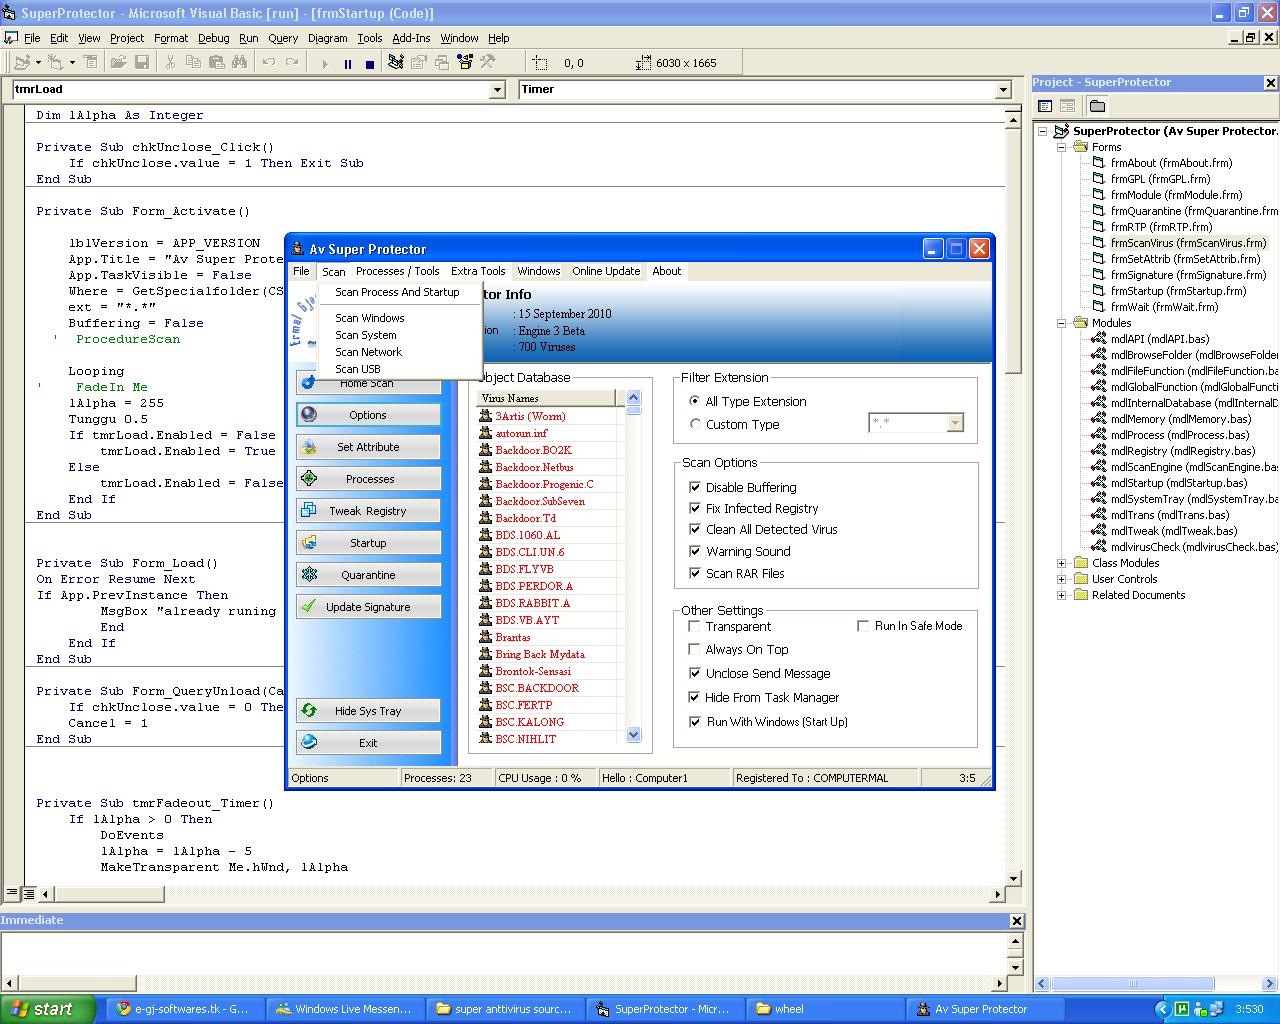 SuperProtector - Microsoft Visual Basic [run] - [frmStartup (Code)]
File Edit View Project Format Debug Run Query Diagram Tools Add-Ins Window Help
0, 0 6030 x 1665
tmrLoad Timer
Dim lAlpha As Integer
Private Sub chkUnclose_Click()
If chkUnclose.value = 1 Then Exit Sub
End Sub
Private Sub Form_Activate()
lblVersion = APP_VERSION
App.Title = "Av Super Prote
App.TaskVisible = False
Where = GetSpecialfolder(CS
ext = "*.*"
Buffering = False
' ProcedureScan
Looping
' FadeIn Me
lAlpha = 255
Tunggu 0.5
If tmrLoad.Enabled = False
tmrLoad.Enabled = True
Else
tmrLoad.Enabled = False
End If
End Sub
Private Sub Form_Load()
On Error Resume Next
If App.PrevInstance Then
MsgBox "already runing
End
End If
End Sub
Private Sub Form_QueryUnload(Ca
If chkUnclose.value = 0 The
Cancel = 1
End Sub
Private Sub tmrFadeout_Timer()
If lAlpha > 0 Then
DoEvents
lAlpha = lAlpha - 5
MakeTransparent Me.hWnd, lAlpha
Immediate
Av Super Protector
File Scan Processes / Tools Extra Tools Windows Online Update About
Scan Process And Startup
Scan Windows
Scan System
Scan Network
Scan USB
tor Info
: 15 September 2010
ion : Engine 3 Beta
: 700 Viruses
Home Scan
Options
Set Attribute
Processes
Tweak Registry
Startup
Quarantine
Update Signature
Hide Sys Tray
Exit
Object Database
Virus Names
3Artis (Worm)
autorun.inf
Backdoor.BO2K
Backdoor.Netbus
Backdoor.Progenic.C
Backdoor.SubSeven
Backdoor.Td
BDS.1060.AL
BDS.CLI.UN.6
BDS.FLYVB
BDS.PERDOR.A
BDS.RABBIT.A
BDS.VB.AYT
Brantas
Bring Back Mydata
Brontok-Sensasi
BSC.BACKDOOR
BSC.FERTP
BSC.KALONG
BSC.NIHLIT
Filter Extension
All Type Extension
Custom Type *.*
Scan Options
Disable Buffering
Fix Infected Registry
Clean All Detected Virus
Warning Sound
Scan RAR Files
Other Settings
Transparent Run In Safe Mode
Always On Top
Unclose Send Message
Hide From Task Manager
Run With Windows (Start Up)
Options Processes: 23 CPU Usage : 0 % Hello : Computer1 Registered To : COMPUTERMAL 3:5
Project - SuperProtector
SuperProtector (Av Super Protector.
Forms
frmAbout (frmAbout.frm)
frmGPL (frmGPL.frm)
frmModule (frmModule.frm)
frmQuarantine (frmQuarantine.frm
frmRTP (frmRTP.frm)
frmScanVirus (frmScanVirus.frm)
frmSetAttrib (frmSetAttrib.frm)
frmSignature (frmSignature.frm)
frmStartup (frmStartup.frm)
frmWait (frmWait.frm)
Modules
mdlAPI (mdlAPI.bas)
mdlBrowseFolder (mdlBrowseFolder
mdlFileFunction (mdlFileFunction.bas
mdlGlobalFunction (mdlGlobalFunct
mdlInternalDatabase (mdlInternalD
mdlMemory (mdlMemory.bas)
mdlProcess (mdlProcess.bas)
mdlRegistry (mdlRegistry.bas)
mdlScanEngine (mdlScanEngine.ba
mdlStartup (mdlStartup.bas)
mdlSystemTray (mdlSystemTray.bas
mdlTrans (mdlTrans.bas)
mdlTweak (mdlTweak.bas)
mdlvirusCheck (mdlvirusCheck.bas)
Class Modules
User Controls
Related Documents
start e-gj-softwares.tk - G... Windows Live Messen... super anttivirus sourc... SuperProtector - Micr... wheel Av Super Protector 3:530